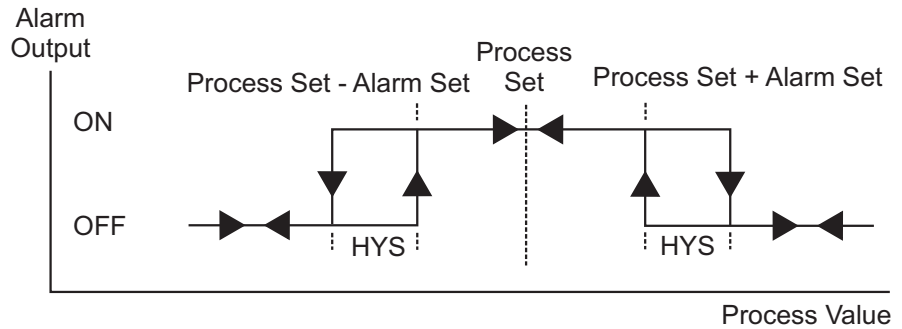 Alarm
Output
Process
Set
Process Set - Alarm Set
Process Set + Alarm Set
ON
OFF
HYS
HYS
Process Value